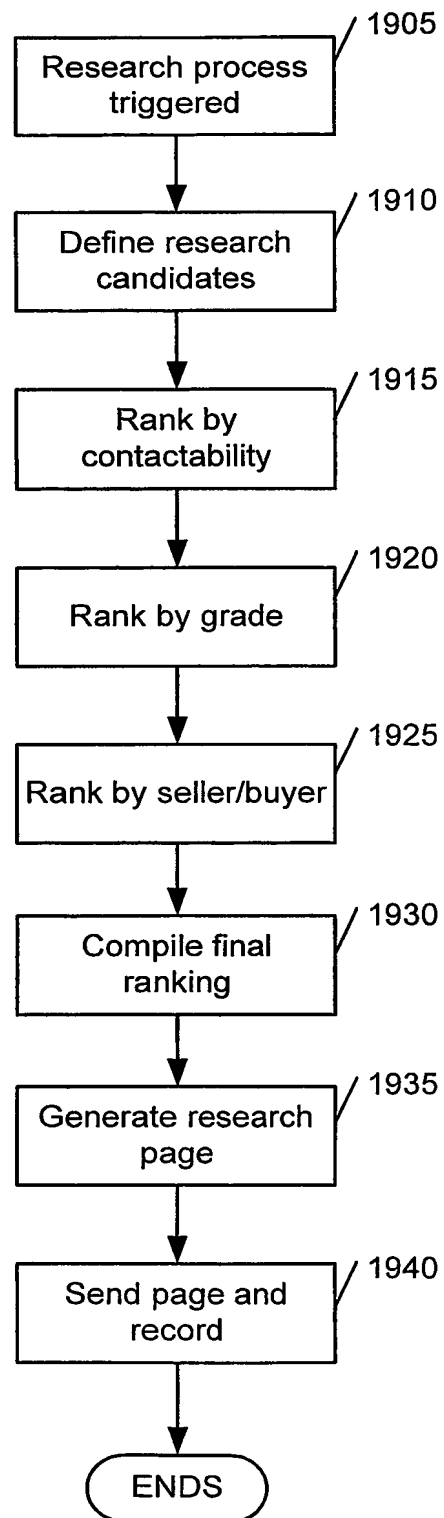 1905
Research process
triggered
1910
Define research
candidates
1915
Rank by
contactability
1920
Rank by grade
1925
Rank by seller/buyer
1930
Compile final
ranking
1935
Generate research
page
1940
Send page and
record
ENDS